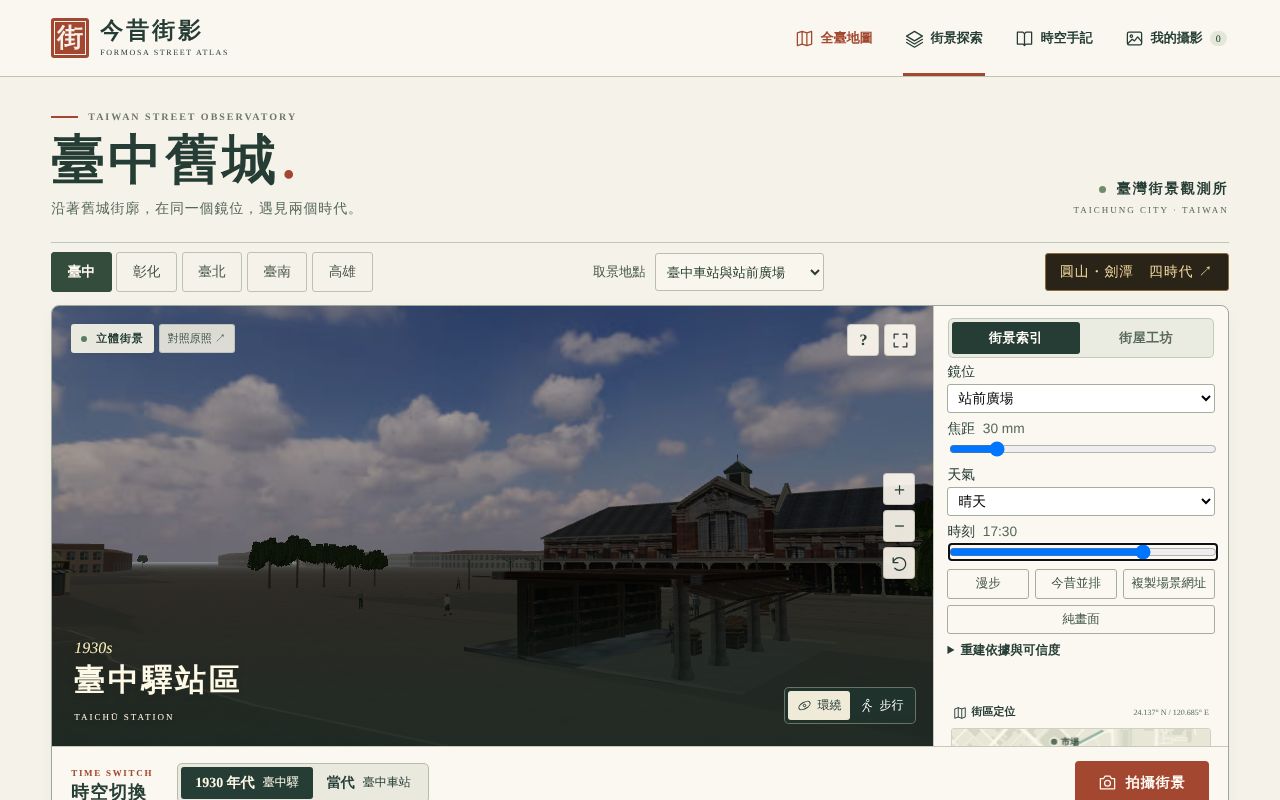 街
今昔街影
FORMOSA STREET ATLAS
全臺地圖
街景探索
時空手記
我的攝影 0
TAIWAN STREET OBSERVATORY
臺中舊城.
沿著舊城街廓，在同一個鏡位，遇見兩個時代。
臺灣街景觀測所
TAICHUNG CITY · TAIWAN
臺中
彰化
臺北
臺南
高雄
取景地點 臺中車站與站前廣場
圓山・劍潭 四時代 ↗
立體街景
對照原照 ↗
?
街景索引
街屋工坊
鏡位
站前廣場
焦距 30 mm
天氣
晴天
時刻 17:30
漫步
今昔並排
複製場景網址
純畫面
重建依據與可信度
街區定位
24.137° N / 120.685° E
市場
+
−
1930s
臺中驛站區
TAICHŪ STATION
環繞
步行
TIME SWITCH
時空切換
1930 年代 臺中驛
當代 臺中車站
拍攝街景